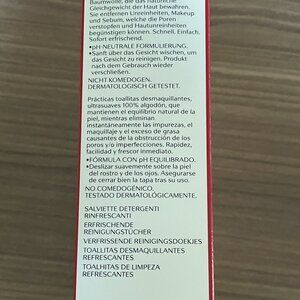 Baumwolle, die das natürliche
Gleichgewicht der Haut bewahren.
Sie entfernen Unreinheiten, Makeup
und Sebum, welche die Poren
verstopfen und Hautunreinheiten
begünstigen können. Schnell. Einfach.
Sofort erfrischend.
•pH-NEUTRALE FORMULIERUNG.
•Sanft über das Gesicht wischen, um
das Gesicht zu reinigen. Produkt
nach dem Gebrauch wieder
verschließen.
NICHT KOMEDOGEN.
DERMATOLOGISCH GETESTET.
Prácticas toallitas desmaquillantes,
ultrasuaves 100% algodón, que
mantienen el equilibrio natural de la
piel, mientras eliminan
instantáneamente las impurezas, el
maquillaje y el exceso de grasa
causantes de la obstrucción de los
poros y/o imperfecciones. Rapidez,
facilidad y frescor inmediato.
•FÓRMULA CON pH EQUILIBRADO.
•Deslizar suavemente sobre la piel
del rostro y de los ojos. Asegurarse
de cerrar bien la tapa tras su uso.
NO COMEDOGÉNICO.
TESTADO DERMATOLÓGICAMENTE.
SALVIETTE DETERGENTI
RINFRESCANTI
ERFRISCHENDE
REINIGUNGSTÜCHER
VERFRISSENDE REINIGINGSDOEKJES
TOALLITAS DESMAQUILLANTES
REFRESCANTES
TOALHITAS DE LIMPEZA
REFRESCANTES